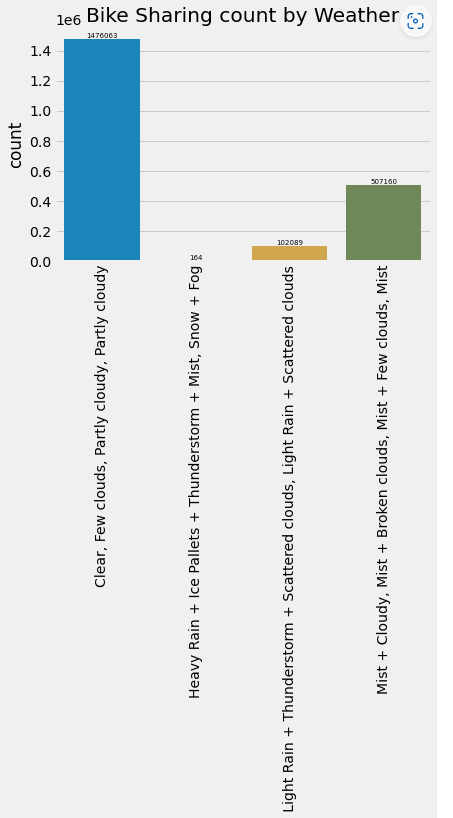 Bike Sharing count by Weather
1e6
1476063
1.4
1.2
1.0
0.8
0.6
0.4
0.2
0.0
count
164
102089
507160
Clear, Few clouds, Partly cloudy, Partly cloudy
Heavy Rain + Ice Pallets + Thunderstorm + Mist, Snow + Fog
Light Rain + Thunderstorm + Scattered clouds, Light Rain + Scattered clouds
Mist + Cloudy, Mist + Broken clouds, Mist + Few clouds, Mist